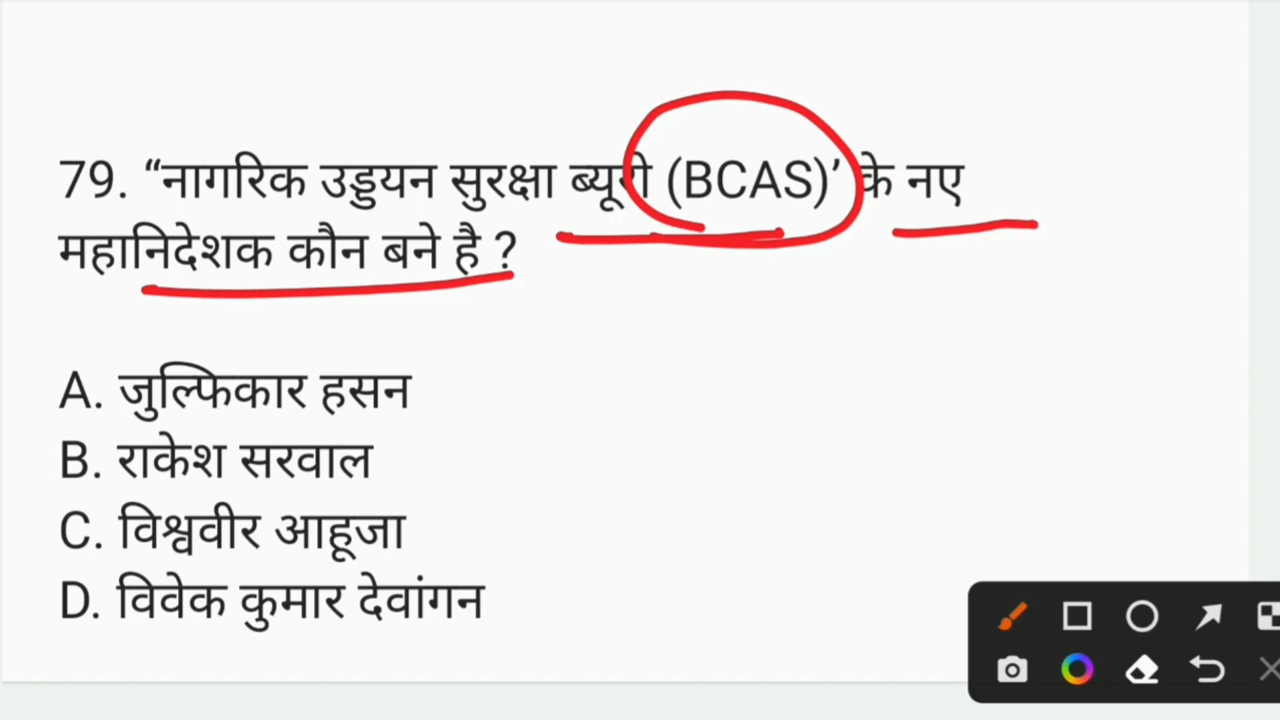 79. “नागरिक उड्डयन सुरक्षा ब्यूरो (BCAS)’ के नए
महानिदेशक कौन बने है ?
A. जुल्फिकार हसन
B. राकेश सरवाल
C. विश्ववीर आहूजा
D. विवेक कुमार देवांगन